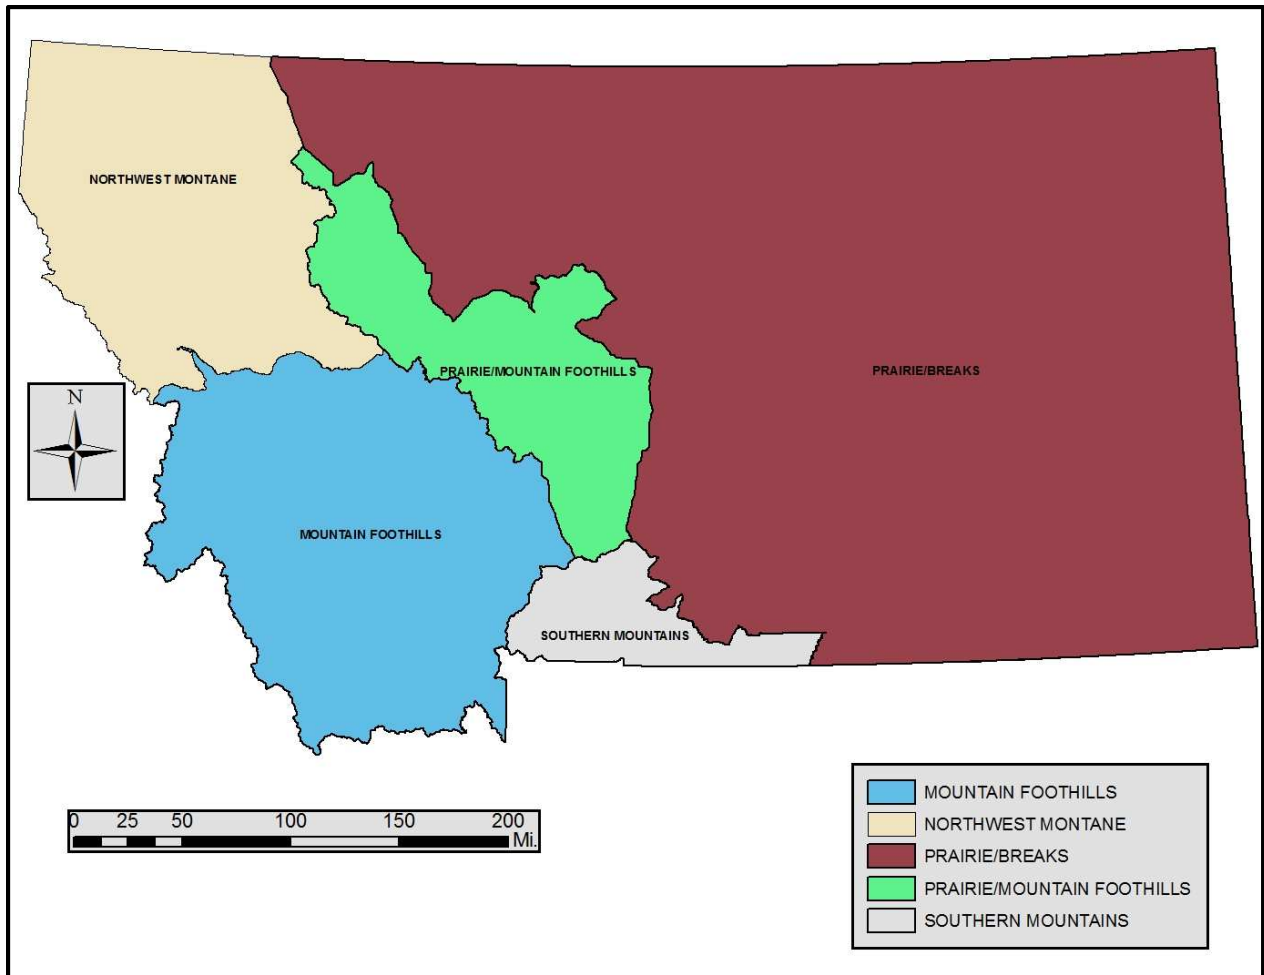 NORTHWEST MONTANE
PRAIRIE/MOUNTAIN FOOTHILLS
PRAIRIE/BREAKS
N
MOUNTAIN FOOTHILLS
SOUTHERN MOUNTAINS
0 25 50 100 150 200
Mi.
MOUNTAIN FOOTHILLS
NORTHWEST MONTANE
PRAIRIE/BREAKS
PRAIRIE/MOUNTAIN FOOTHILLS
SOUTHERN MOUNTAINS